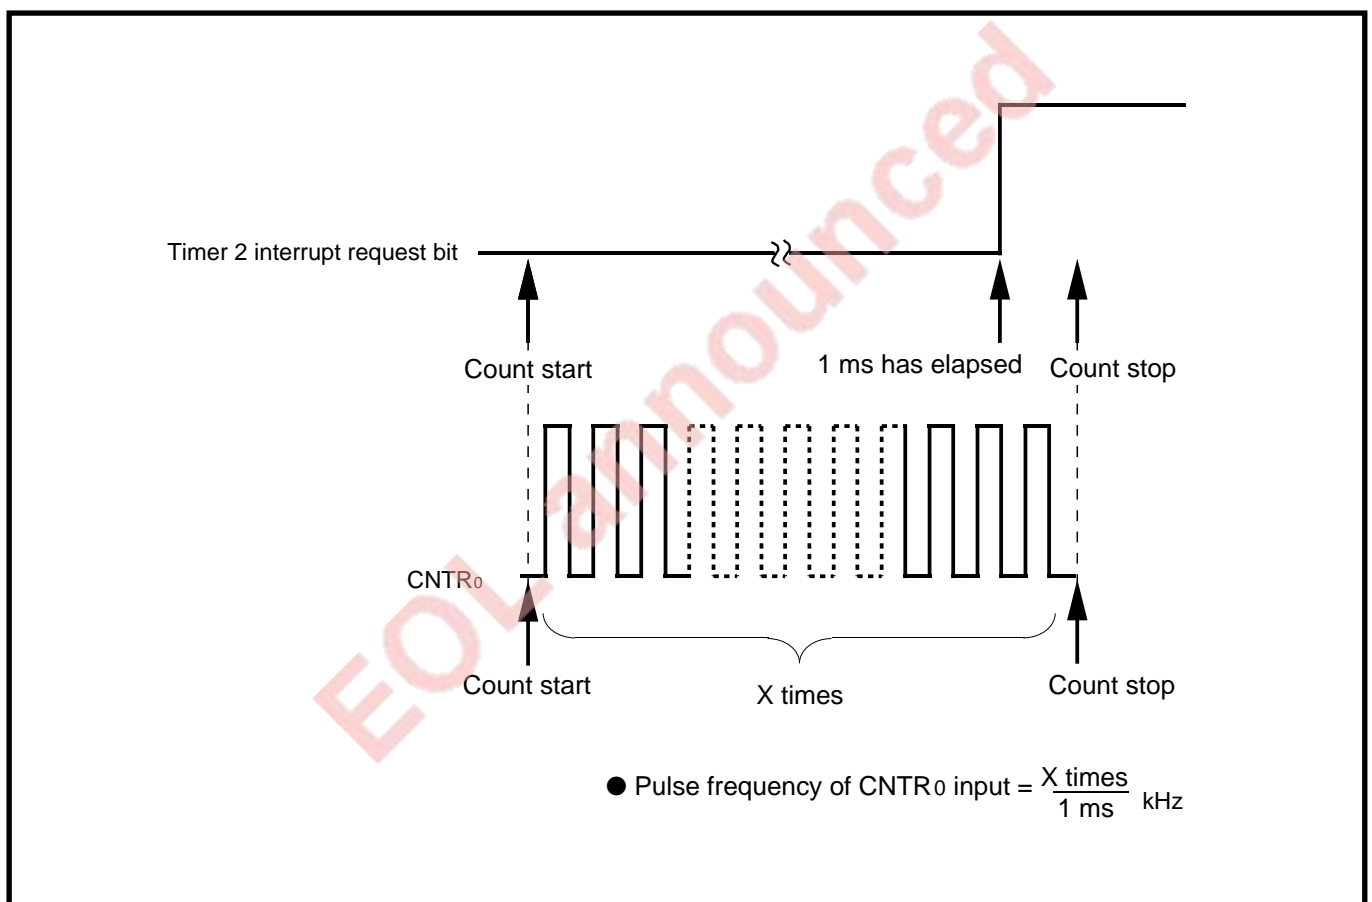 EOL announced
Timer 2 interrupt request bit
Count start
1 ms has elapsed
Count stop
CNTR0
Count start
X times
Count stop
● Pulse frequency of CNTR0 input = X times / 1 ms kHz